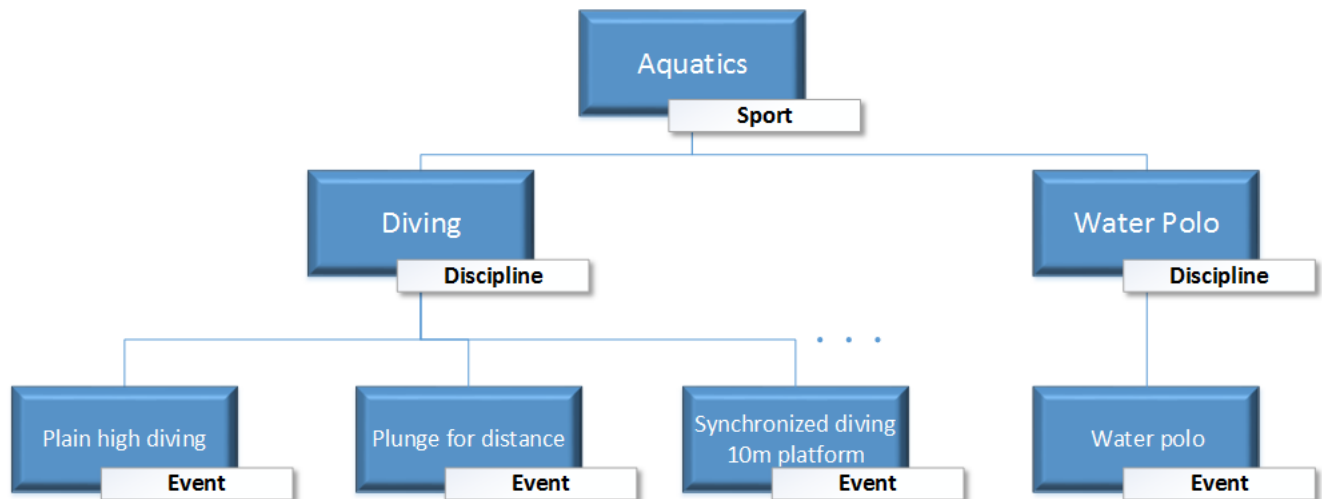 Aquatics
Sport
Diving
Discipline
Water Polo
Discipline
Plain high diving
Event
Plunge for distance
Event
Synchronized diving
10m platform
Event
. . .
Water polo
Event